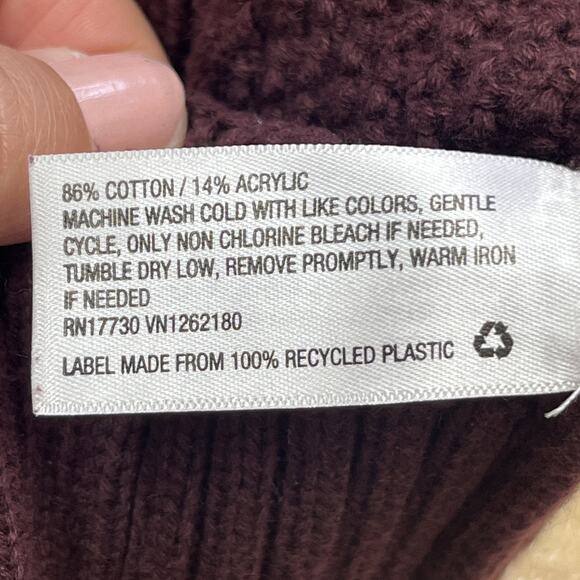 86% COTTON / 14% ACRYLIC
MACHINE WASH COLD WITH LIKE COLORS, GENTLE
CYCLE, ONLY NON CHLORINE BLEACH IF NEEDED,
TUMBLE DRY LOW, REMOVE PROMPTLY, WARM IRON
IF NEEDED
RN17730 VN1262180
LABEL MADE FROM 100% RECYCLED PLASTIC